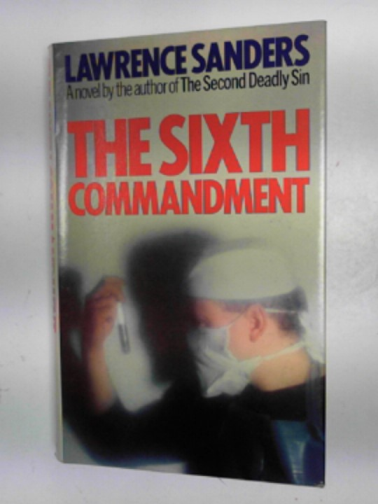 LAWRENCE SANDERS
A novel by the author of The Second Deadly Sin
THE SIXTH
COMMANDMENT